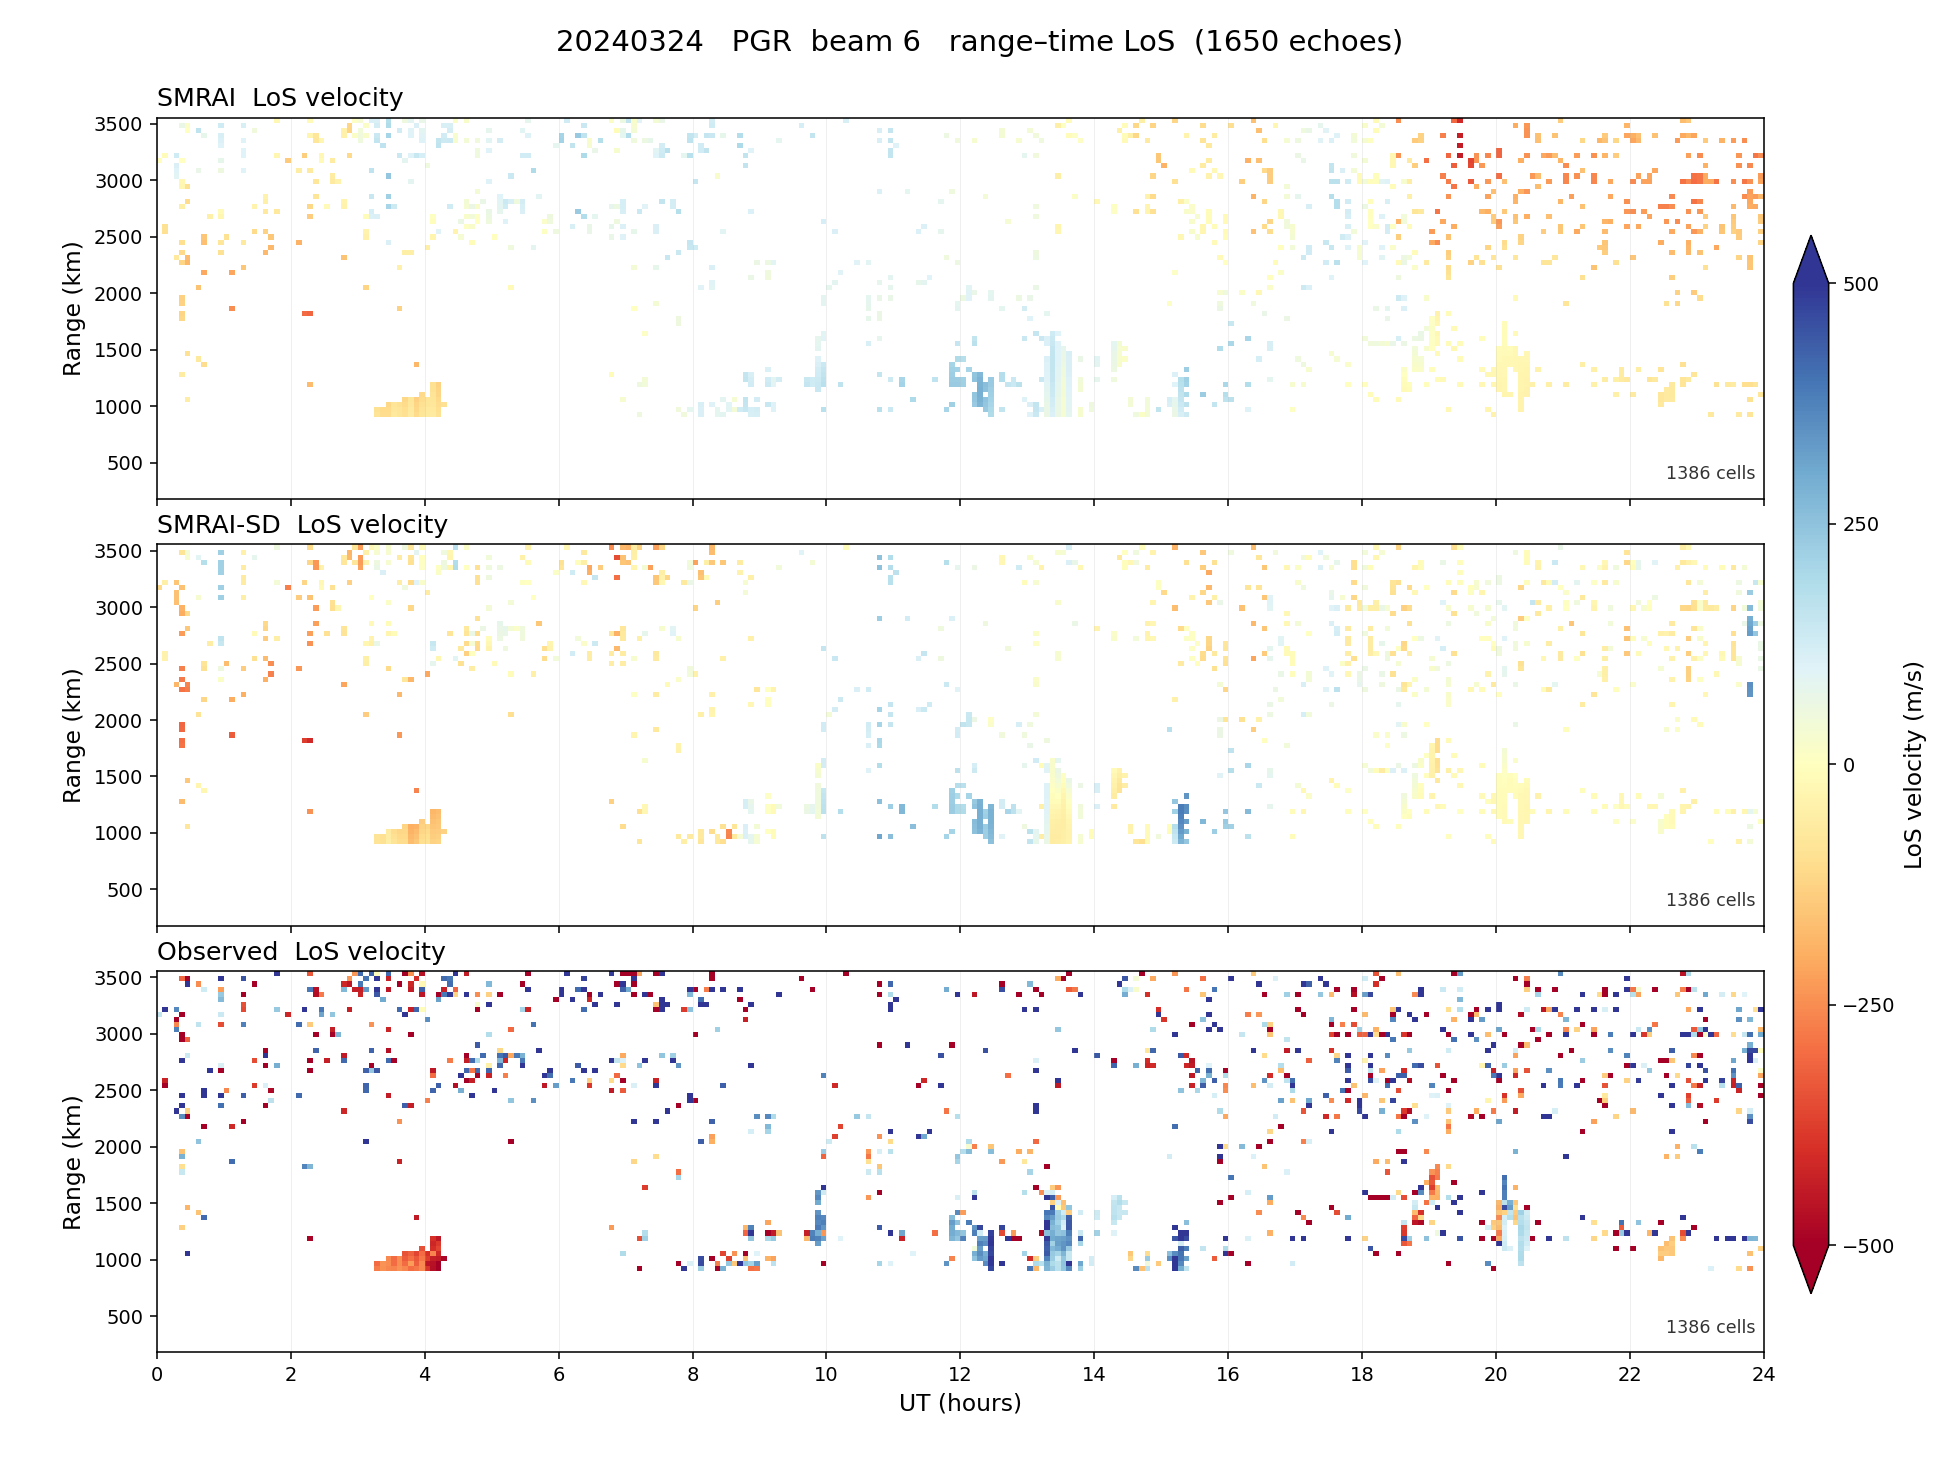 20240324   PGR  beam 6   range–time LoS  (1650 echoes)
SMRAI  LoS velocity
3500
3000
2500
2000
1500
1000
500
Range (km)
1386 cells
SMRAI-SD  LoS velocity
3500
3000
2500
2000
1500
1000
500
Range (km)
1386 cells
Observed  LoS velocity
3500
3000
2500
2000
1500
1000
500
Range (km)
1386 cells
0 2 4 6 8 10 12 14 16 18 20 22 24
UT (hours)
500
250
0
−250
−500
LoS velocity (m/s)